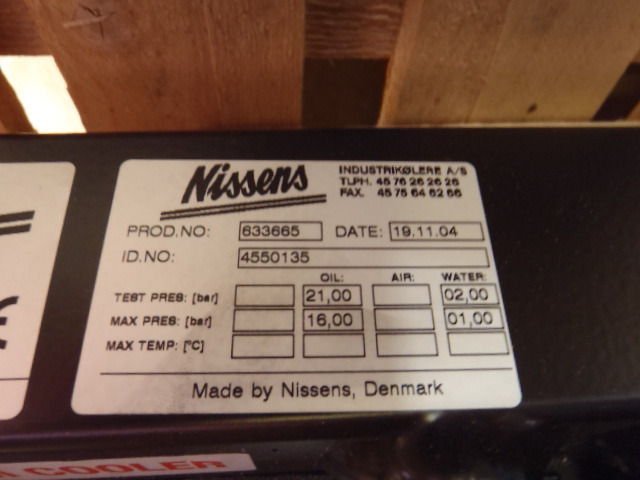 Nissens
INDUSTRIKØLERE A/S
TLPH. 45 76 26 26 26
FAX. 45 75 64 62 66
PROD.NO: 633665 DATE: 19.11.04
ID.NO: 4550135
OIL: AIR: WATER:
TEST PRES: [bar] 21,00 02,00
MAX PRES: [bar] 16,00 01,00
MAX TEMP: [°C]
Made by Nissens, Denmark
COOLER